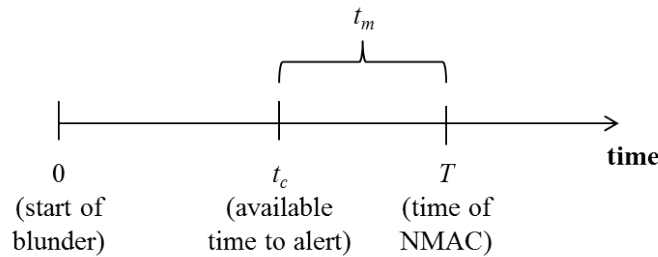 t_m
time
0
(start of
blunder)
t_c
(available
time to alert)
T
(time of
NMAC)